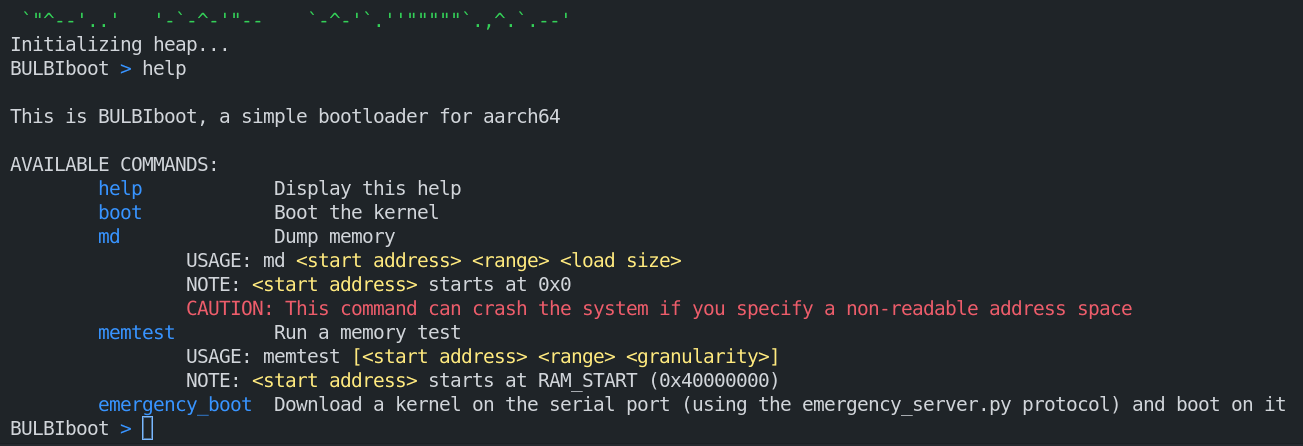 `"^--'..'   '-`-^-'"--    `-^-'`.''"""""`.,^.`.--'
Initializing heap...
BULBIboot > help
This is BULBIboot, a simple bootloader for aarch64
AVAILABLE COMMANDS:
help            Display this help
boot            Boot the kernel
md              Dump memory
USAGE: md <start address> <range> <load size>
NOTE: <start address> starts at 0x0
CAUTION: This command can crash the system if you specify a non-readable address space
memtest         Run a memory test
USAGE: memtest [<start address> <range> <granularity>]
NOTE: <start address> starts at RAM_START (0x40000000)
emergency_boot  Download a kernel on the serial port (using the emergency_server.py protocol) and boot on it
BULBIboot >